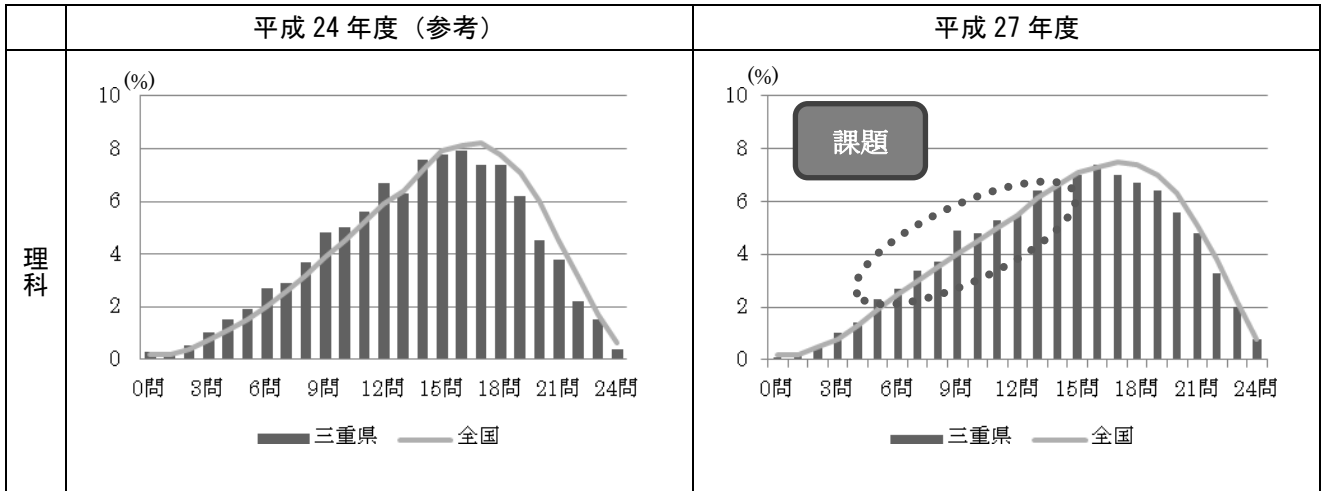 平成 24 年度（参考）
平成 27 年度
理科
(%)
10
8
6
4
2
0
0問 3問 6問 9問 12問 15問 18問 21問 24問
三重県 全国
(%)
10
8
6
4
2
0
課題
0問 3問 6問 9問 12問 15問 18問 21問 24問
三重県 全国